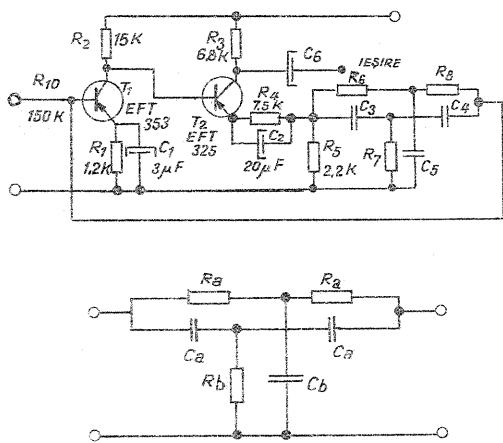 R2
15K
R3
6,8K
C6
IEȘIRE
R10
150K
T1
EFT
353
T2
EFT
325
R4
7,5K
C2
20µF
R6
R8
C3
C4
R1
1,2K
C1
3µF
R5
2,2K
R7
C5
Ra
Ra
Ca
Ca
Rb
Cb